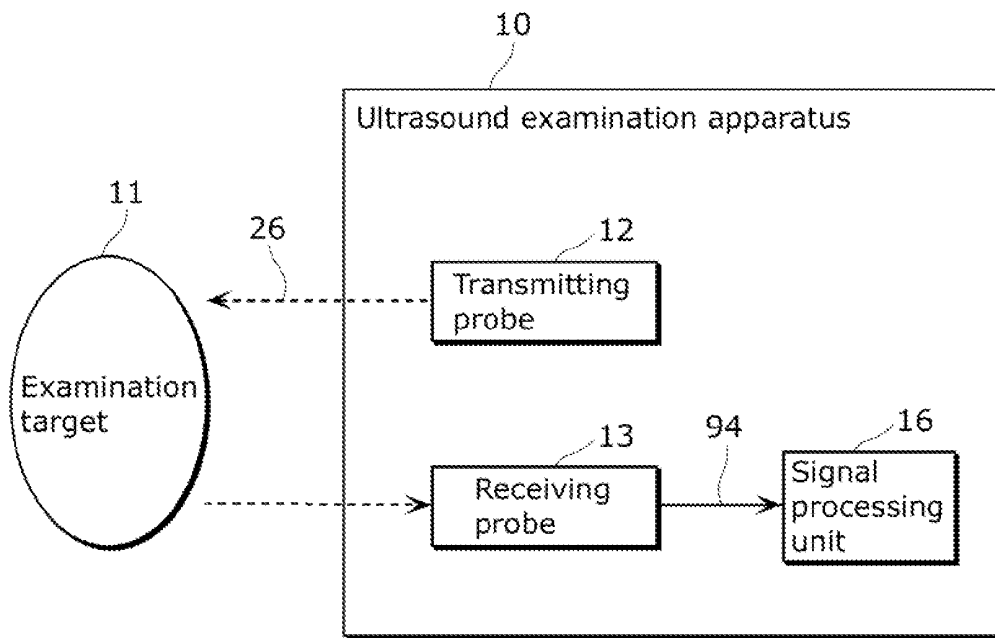 10
Ultrasound examination apparatus
11
26
12
Transmitting
probe
Examination
target
13
94
16
Receiving
probe
Signal
processing
unit